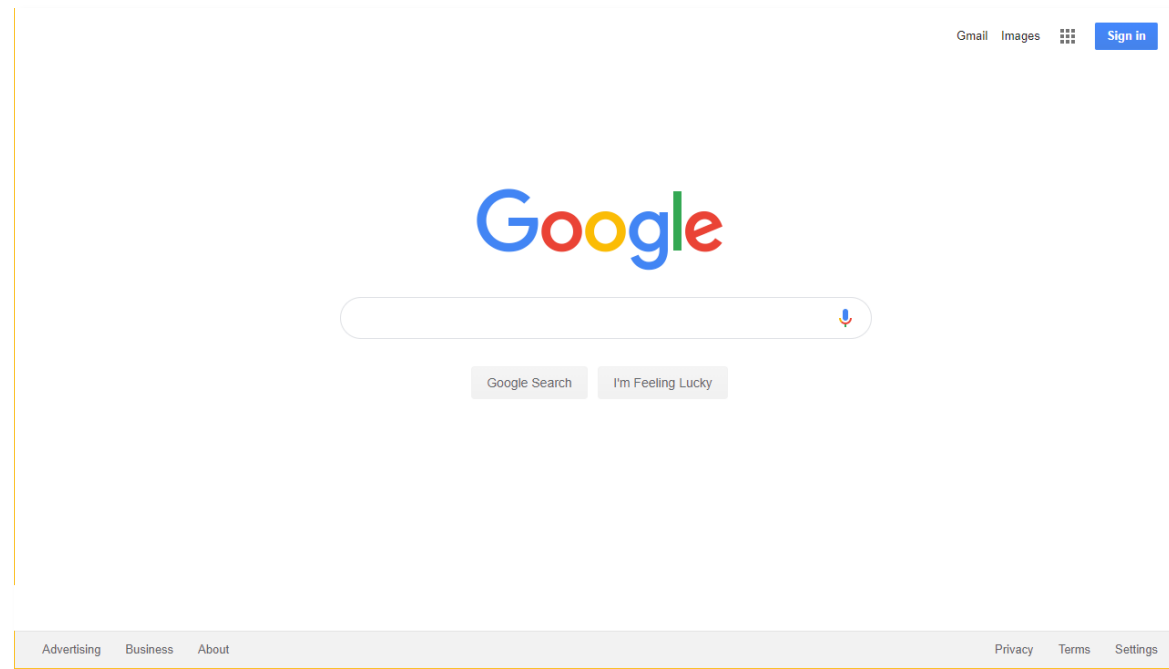 Gmail Images Sign in
Google
Google Search I'm Feeling Lucky
Advertising Business About Privacy Terms Settings